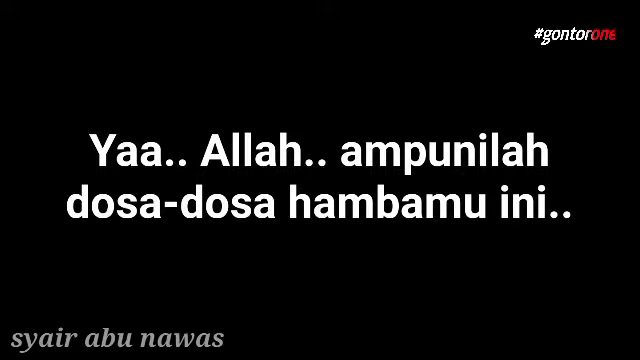 #gontorone
Yaa.. Allah.. ampunilah
dosa-dosa hambamu ini..
syair abu nawas